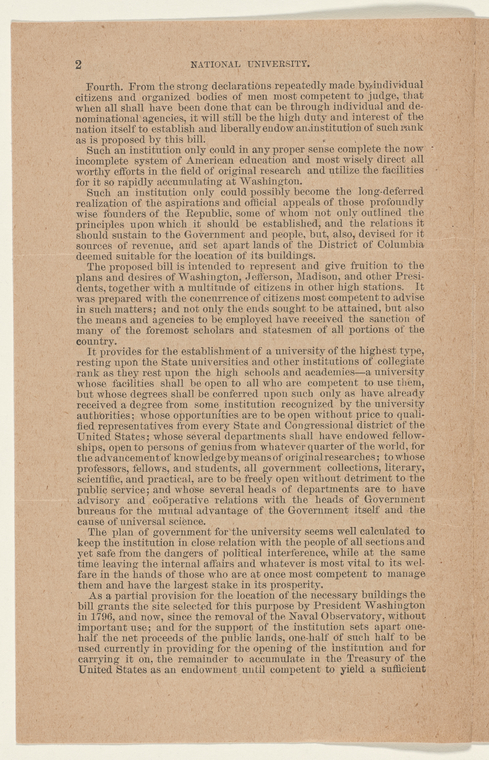 2
NATIONAL UNIVERSITY.
Fourth. From the strong declarations repeatedly made by individual
citizens and organized bodies of men most competent to judge, that
when all shall have been done that can be through individual and de-
nominational agencies, it will still be the high duty and interest of the
nation itself to establish and liberally endow an institution of such rank
as is proposed by this bill.
Such an institution only could in any proper sense complete the now
incomplete system of American education and most wisely direct all
worthy efforts in the field of original research and utilize the facilities
for it so rapidly accumulating at Washington.
Such an institution only could possibly become the long-deferred
realization of the aspirations and official appeals of those profoundly
wise founders of the Republic, some of whom not only outlined the
principles upon which it should be established, and the relations it
should sustain to the Government and people, but, also, devised for it
sources of revenue, and set apart lands of the District of Columbia
deemed suitable for the location of its buildings.
The proposed bill is intended to represent and give fruition to the
plans and desires of Washington, Jefferson, Madison, and other Presi-
dents, together with a multitude of citizens in other high stations. It
was prepared with the concurrence of citizens most competent to advise
in such matters; and not only the ends sought to be attained, but also
the means and agencies to be employed have received the sanction of
many of the foremost scholars and statesmen of all portions of the
country.
It provides for the establishment of a university of the highest type,
resting upon the State universities and other institutions of collegiate
rank as they rest upon the high schools and academies—a university
whose facilities shall be open to all who are competent to use them,
but whose degrees shall be conferred upon such only as have already
received a degree from some institution recognized by the university
authorities; whose opportunities are to be open without price to quali-
fied representatives from every State and Congressional district of the
United States; whose several departments shall have endowed fellow-
ships, open to persons of genius from whatever quarter of the world, for
the advancement of knowledge by means of original researches; to whose
professors, fellows, and students, all government collections, literary,
scientific, and practical, are to be freely open without detriment to the
public service; and whose several heads of departments are to have
advisory and coöperative relations with the heads of Government
bureaus for the mutual advantage of the Government itself and the
cause of universal science.
The plan of government for the university seems well calculated to
keep the institution in close relation with the people of all sections and
yet safe from the dangers of political interference, while at the same
time leaving the internal affairs and whatever is most vital to its wel-
fare in the hands of those who are at once most competent to manage
them and have the largest stake in its prosperity.
As a partial provision for the location of the necessary buildings the
bill grants the site selected for this purpose by President Washington
in 1796, and now, since the removal of the Naval Observatory, without
important use; and for the support of the institution sets apart one-
half the net proceeds of the public lands, one-half of such half to be
used currently in providing for the opening of the institution and for
carrying it on, the remainder to accumulate in the Treasury of the
United States as an endowment until competent to yield a sufficient